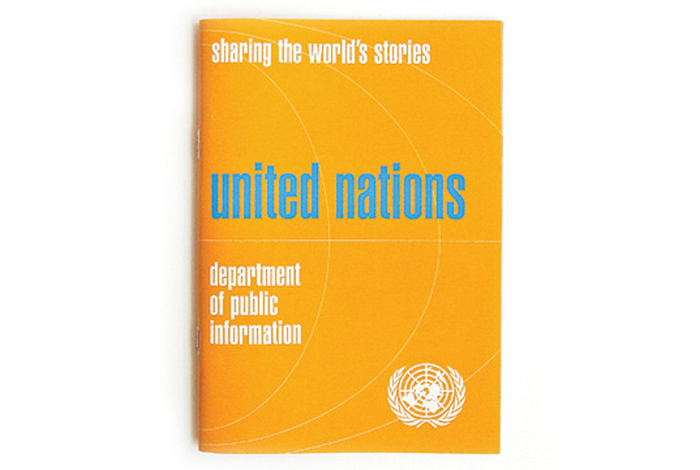 sharing the world's stories
united nations
department
of public
information